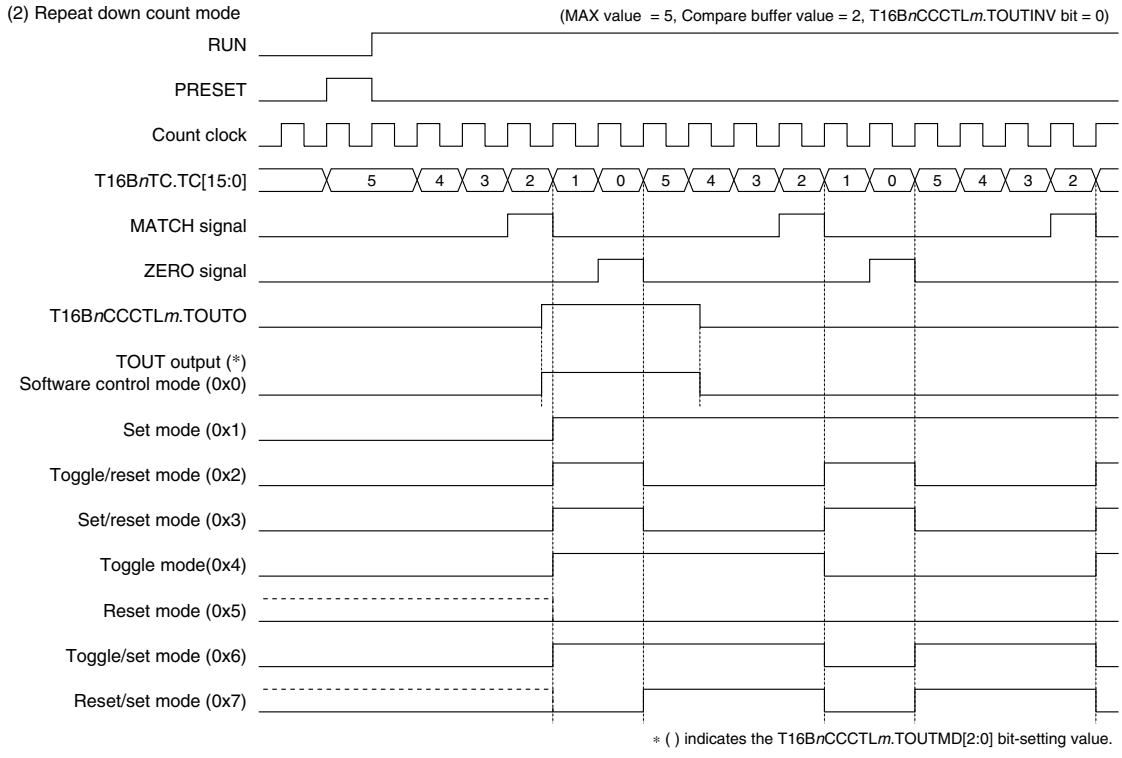 (2) Repeat down count mode
(MAX value = 5, Compare buffer value = 2, T16BnCCCTLm.TOUTINV bit = 0)
RUN
PRESET
Count clock
T16BnTC.TC[15:0] 5 4 3 2 1 0 5 4 3 2 1 0 5 4 3 2
MATCH signal
ZERO signal
T16BnCCCTLm.TOUTO
TOUT output (*)
Software control mode (0x0)
Set mode (0x1)
Toggle/reset mode (0x2)
Set/reset mode (0x3)
Toggle mode(0x4)
Reset mode (0x5)
Toggle/set mode (0x6)
Reset/set mode (0x7)
* ( ) indicates the T16BnCCCTLm.TOUTMD[2:0] bit-setting value.